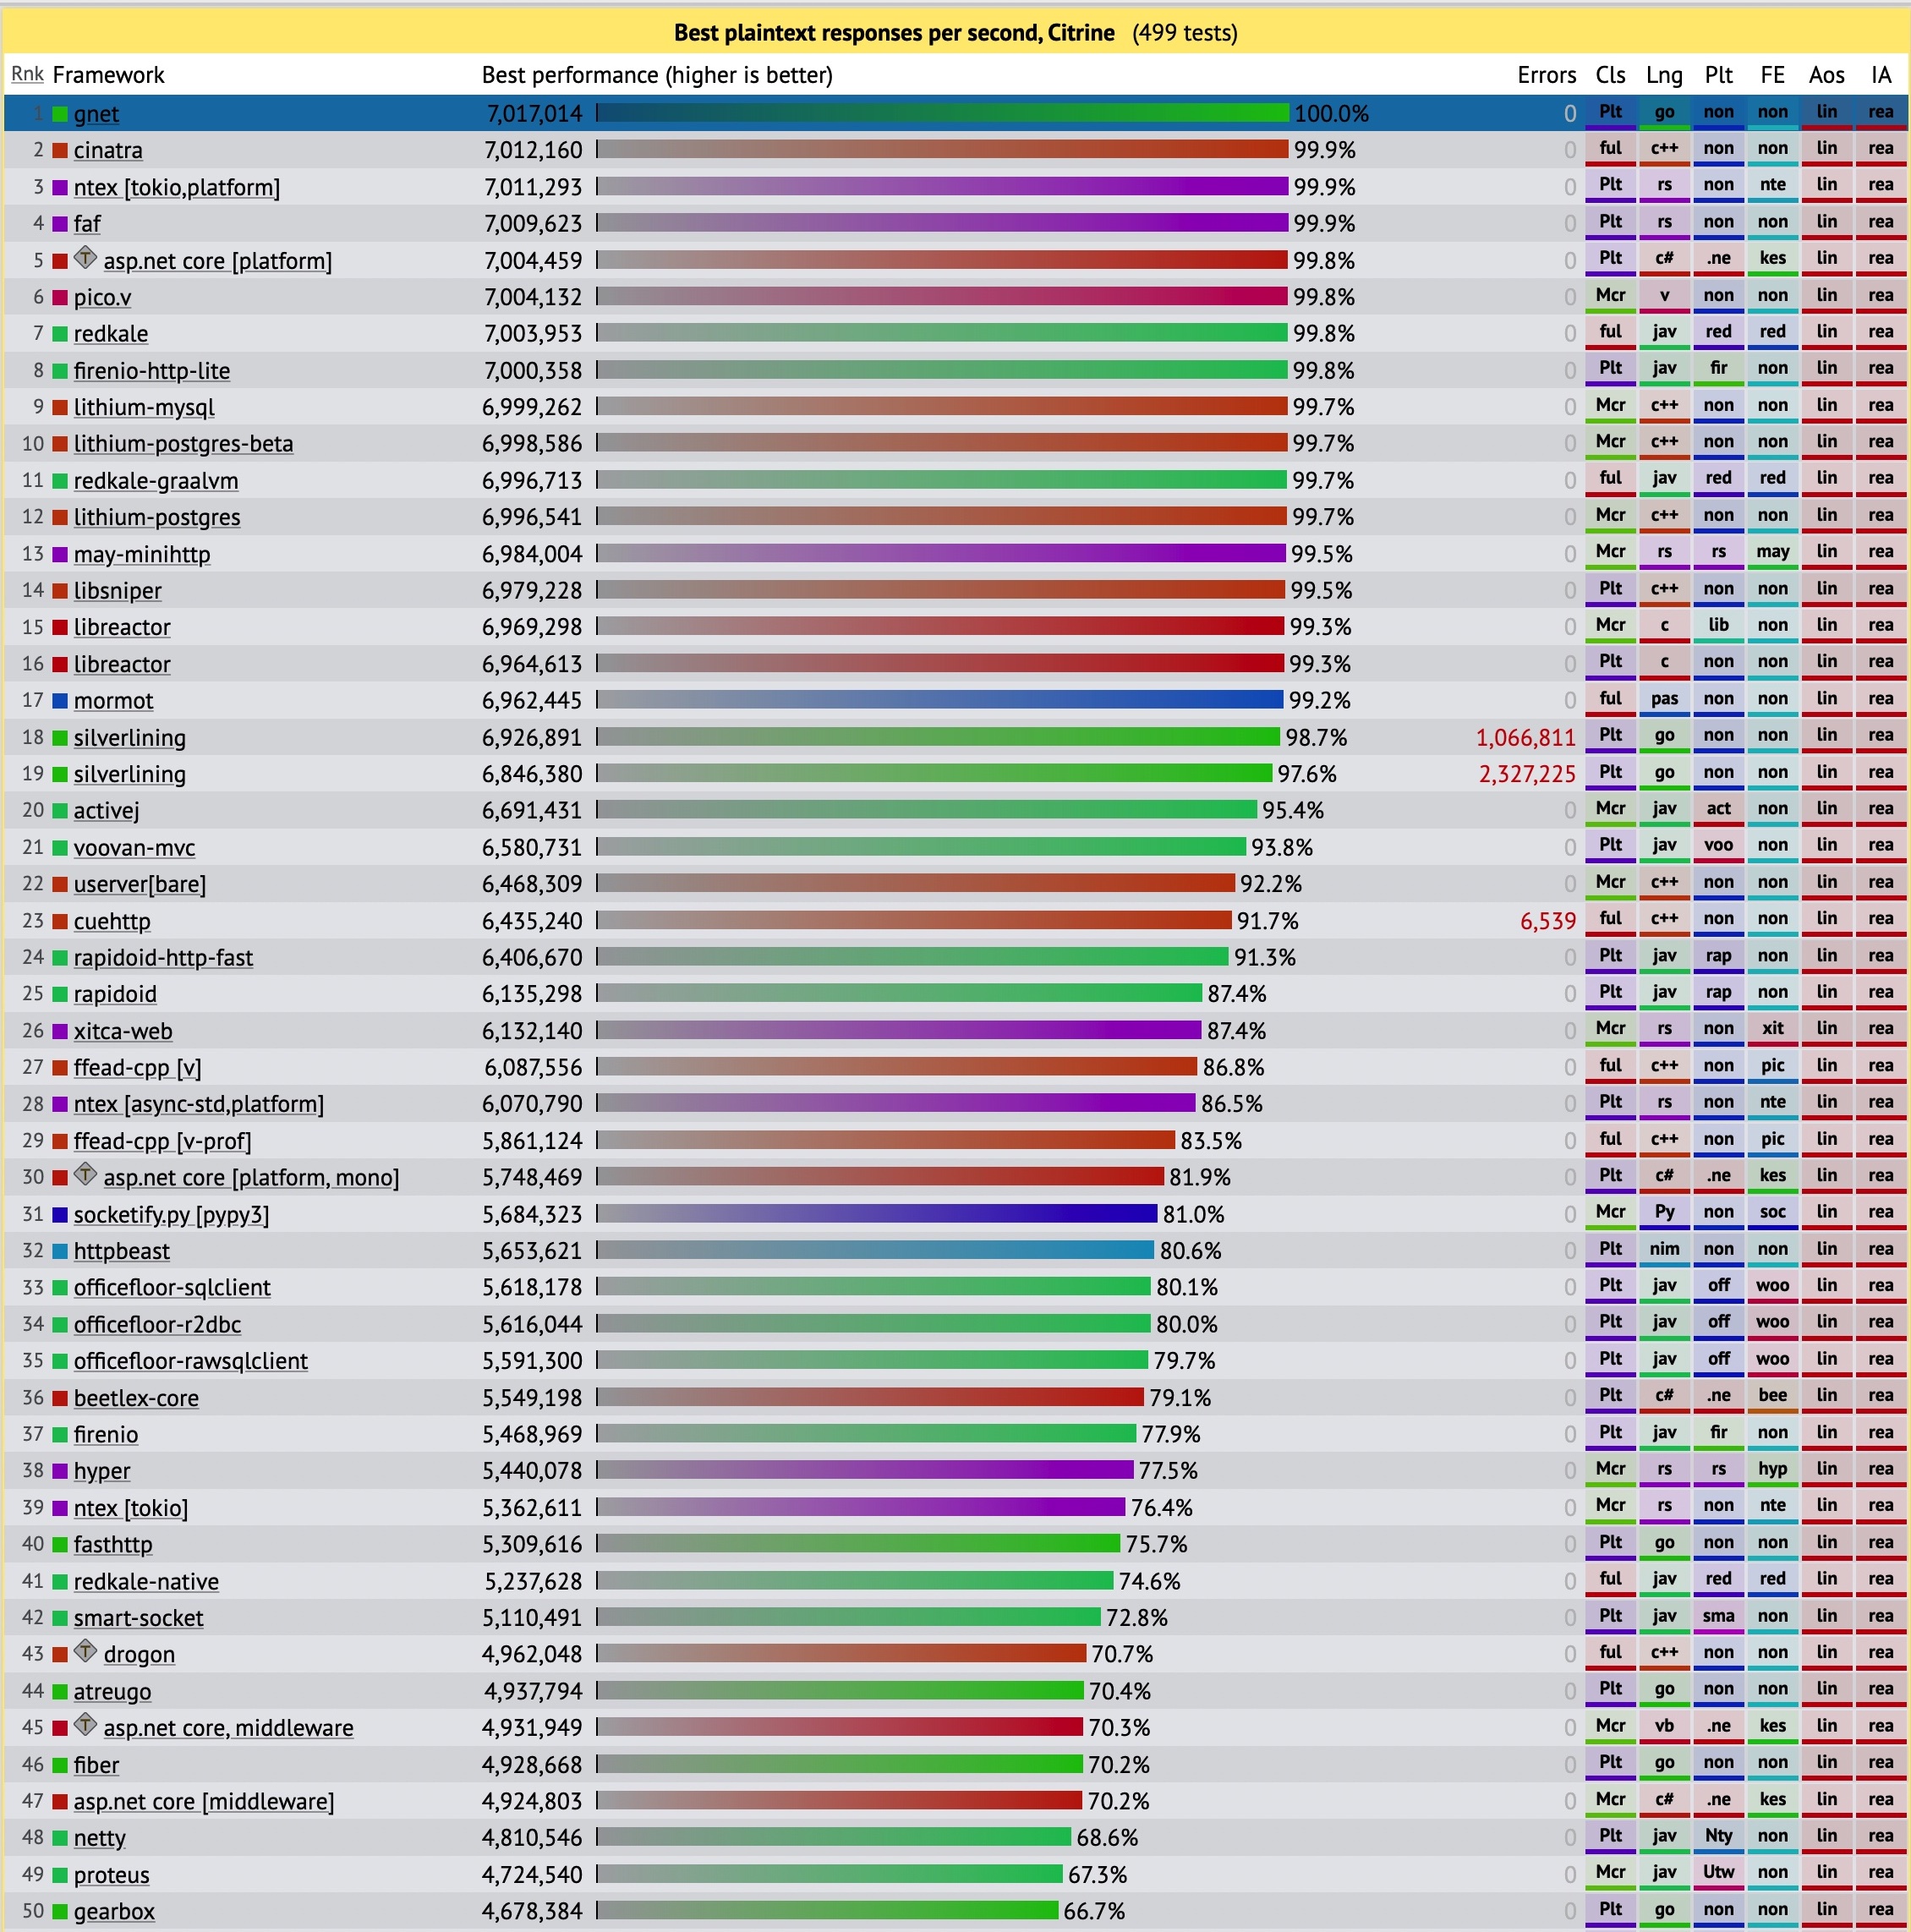 Best plaintext responses per second, Citrine (499 tests)
Rnk Framework Best performance (higher is better) Errors Cls Lng Plt FE Aos IA
1 gnet 7,017,014 100.0% 0 Plt go non non lin rea
2 cinatra 7,012,160 99.9% 0 ful c++ non non lin rea
3 ntex [tokio,platform] 7,011,293 99.9% 0 Plt rs non nte lin rea
4 faf 7,009,623 99.9% 0 Plt rs non non lin rea
5 T asp.net core [platform] 7,004,459 99.8% 0 Plt c# .ne kes lin rea
6 pico.v 7,004,132 99.8% 0 Mcr v non non lin rea
7 redkale 7,003,953 99.8% 0 ful jav red red lin rea
8 firenio-http-lite 7,000,358 99.8% 0 Plt jav fir non lin rea
9 lithium-mysql 6,999,262 99.7% 0 Mcr c++ non non lin rea
10 lithium-postgres-beta 6,998,586 99.7% 0 Mcr c++ non non lin rea
11 redkale-graalvm 6,996,713 99.7% 0 ful jav red red lin rea
12 lithium-postgres 6,996,541 99.7% 0 Mcr c++ non non lin rea
13 may-minihttp 6,984,004 99.5% 0 Mcr rs rs may lin rea
14 libsniper 6,979,228 99.5% 0 Plt c++ non non lin rea
15 libreactor 6,969,298 99.3% 0 Mcr c lib non lin rea
16 libreactor 6,964,613 99.3% 0 Plt c non non lin rea
17 mormot 6,962,445 99.2% 0 ful pas non non lin rea
18 silverlining 6,926,891 98.7% 1,066,811 Plt go non non lin rea
19 silverlining 6,846,380 97.6% 2,327,225 Plt go non non lin rea
20 activej 6,691,431 95.4% 0 Mcr jav act non lin rea
21 voovan-mvc 6,580,731 93.8% 0 Plt jav voo non lin rea
22 userver[bare] 6,468,309 92.2% 0 Mcr c++ non non lin rea
23 cuehttp 6,435,240 91.7% 6,539 ful c++ non non lin rea
24 rapidoid-http-fast 6,406,670 91.3% 0 Plt jav rap non lin rea
25 rapidoid 6,135,298 87.4% 0 Plt jav rap non lin rea
26 xitca-web 6,132,140 87.4% 0 Mcr rs non xit lin rea
27 ffead-cpp [v] 6,087,556 86.8% 0 ful c++ non pic lin rea
28 ntex [async-std,platform] 6,070,790 86.5% 0 Plt rs non nte lin rea
29 ffead-cpp [v-prof] 5,861,124 83.5% 0 ful c++ non pic lin rea
30 T asp.net core [platform, mono] 5,748,469 81.9% 0 Plt c# .ne kes lin rea
31 socketify.py [pypy3] 5,684,323 81.0% 0 Mcr Py non soc lin rea
32 httpbeast 5,653,621 80.6% 0 Plt nim non non lin rea
33 officefloor-sqlclient 5,618,178 80.1% 0 Plt jav off woo lin rea
34 officefloor-r2dbc 5,616,044 80.0% 0 Plt jav off woo lin rea
35 officefloor-rawsqlclient 5,591,300 79.7% 0 Plt jav off woo lin rea
36 beetlex-core 5,549,198 79.1% 0 Plt c# .ne bee lin rea
37 firenio 5,468,969 77.9% 0 Plt jav fir non lin rea
38 hyper 5,440,078 77.5% 0 Mcr rs rs hyp lin rea
39 ntex [tokio] 5,362,611 76.4% 0 Mcr rs non nte lin rea
40 fasthttp 5,309,616 75.7% 0 Plt go non non lin rea
41 redkale-native 5,237,628 74.6% 0 ful jav red red lin rea
42 smart-socket 5,110,491 72.8% 0 Plt jav sma non lin rea
43 T drogon 4,962,048 70.7% 0 ful c++ non non lin rea
44 atreugo 4,937,794 70.4% 0 Plt go non non lin rea
45 T asp.net core, middleware 4,931,949 70.3% 0 Mcr vb .ne kes lin rea
46 fiber 4,928,668 70.2% 0 Plt go non non lin rea
47 asp.net core [middleware] 4,924,803 70.2% 0 Mcr c# .ne kes lin rea
48 netty 4,810,546 68.6% 0 Plt jav Nty non lin rea
49 proteus 4,724,540 67.3% 0 Mcr jav Utw non lin rea
50 gearbox 4,678,384 66.7% 0 Plt go non non lin rea